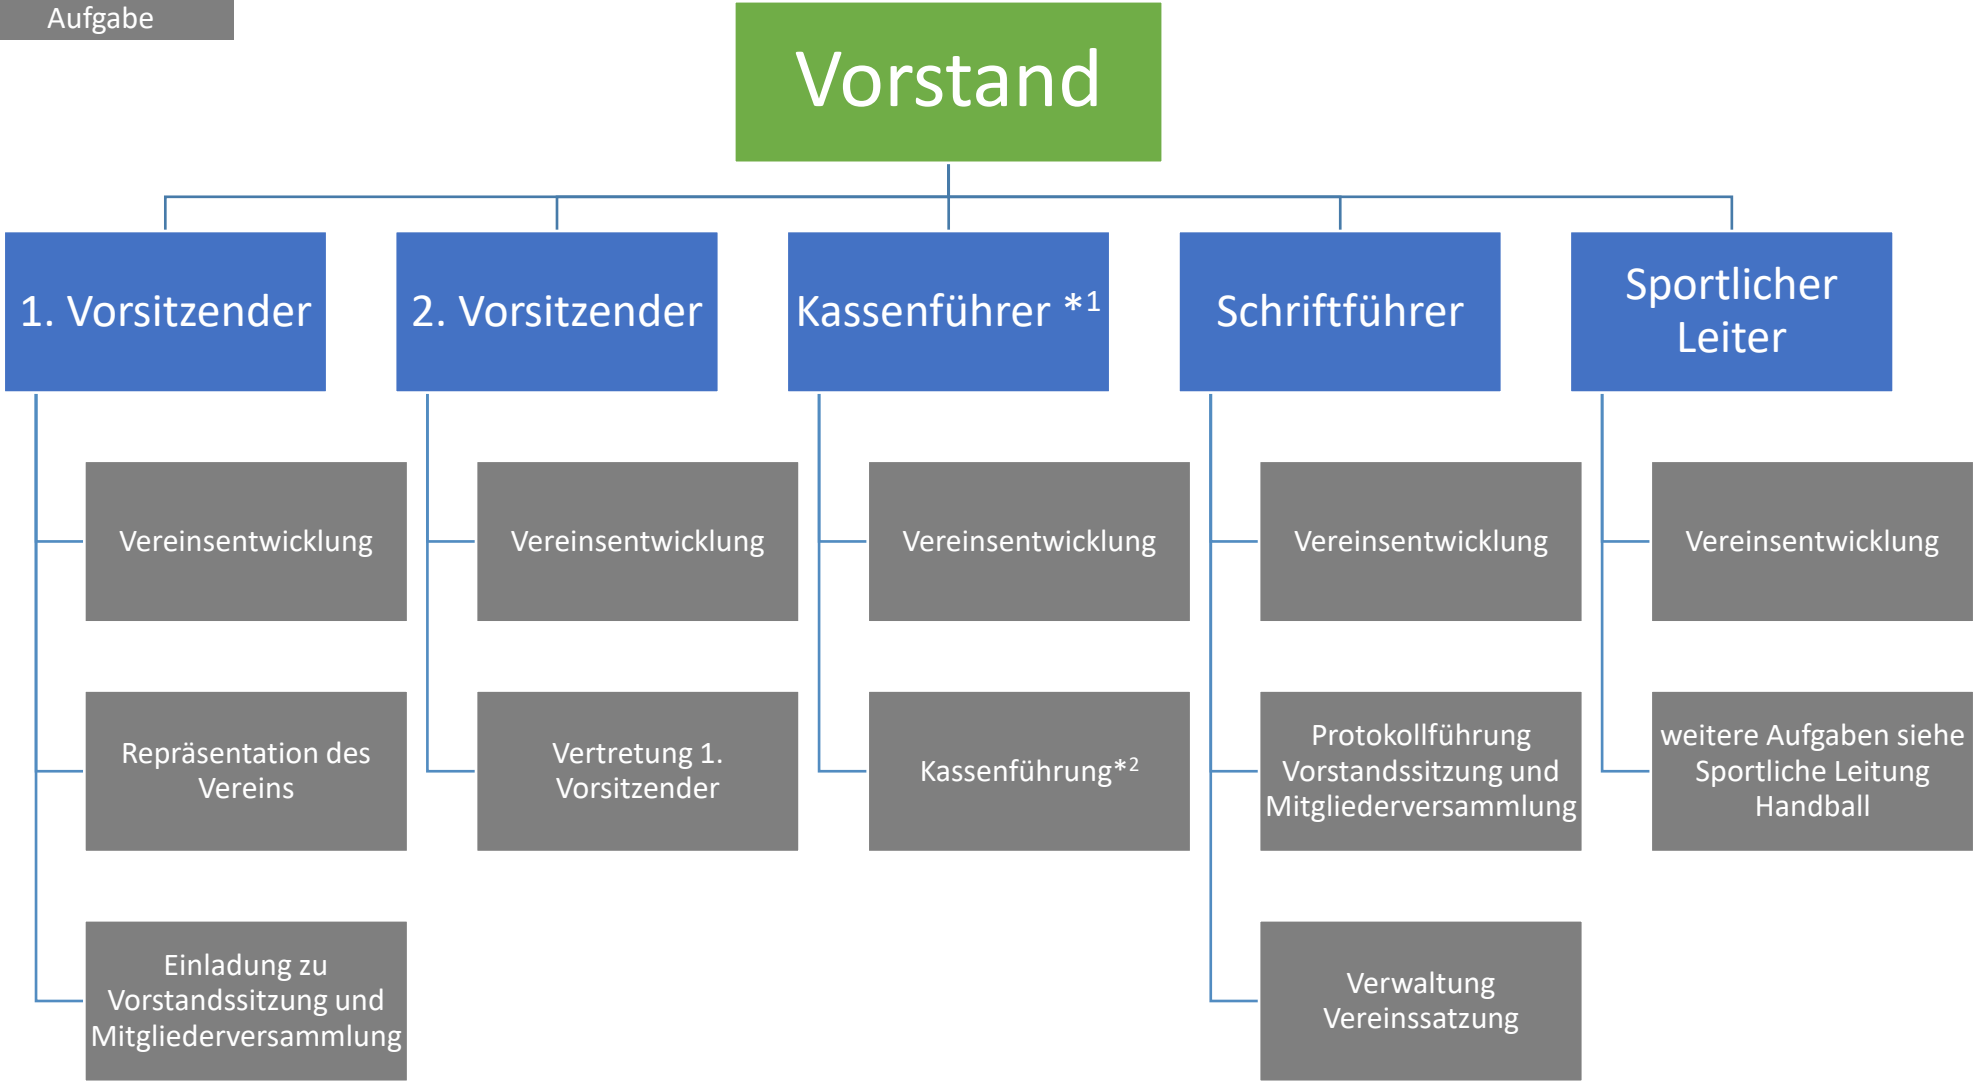 Aufgabe
Vorstand
1. Vorsitzender
2. Vorsitzender
Kassenführer *1
Schriftführer
Sportlicher
Leiter
Vereinsentwicklung
Vereinsentwicklung
Vereinsentwicklung
Vereinsentwicklung
Vereinsentwicklung
Repräsentation des
Vereins
Vertretung 1.
Vorsitzender
Kassenführung*2
Protokollführung
Vorstandssitzung und
Mitgliederversammlung
weitere Aufgaben siehe
Sportliche Leitung
Handball
Einladung zu
Vorstandssitzung und
Mitgliederversammlung
Verwaltung
Vereinssatzung